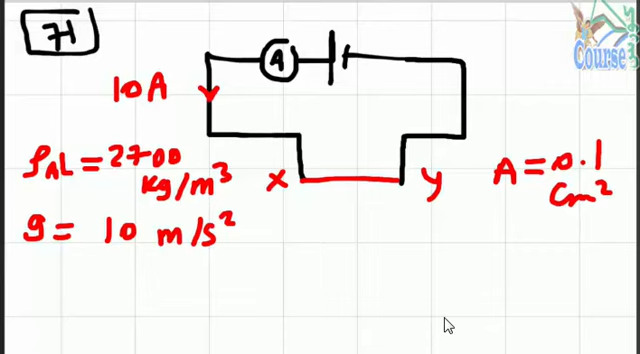 71
A
10A
ρAL = 2700
kg/m³
x
y
A = 0.1
cm²
g = 10 m/s²
Course